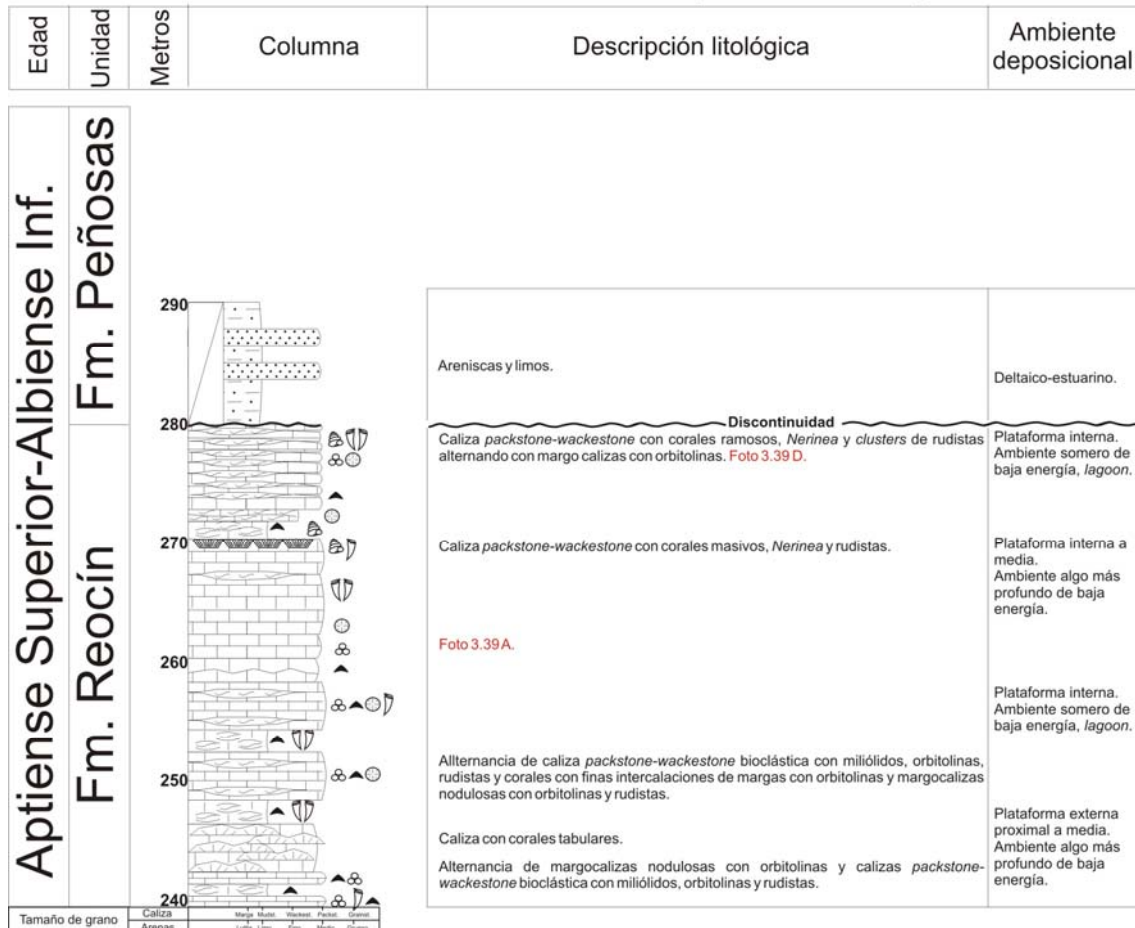 Edad
Unidad
Metros
Columna
Descripción litológica
Ambiente
deposicional
Aptiense Superior-Albiense Inf.
Fm. Peñosas
Fm. Reocín
290
280
270
260
250
240
Areniscas y limos.
Deltaico-estuarino.
Discontinuidad
Caliza packstone-wackestone con corales ramosos, Nerinea y clusters de rudistas
alternando con margo calizas con orbitolinas. Foto 3.39 D.
Plataforma interna.
Ambiente somero de
baja energía, lagoon.
Caliza packstone-wackestone con corales masivos, Nerinea y rudistas.
Plataforma interna a
media.
Ambiente algo más
profundo de baja
energía.
Foto 3.39 A.
Plataforma interna.
Ambiente somero de
baja energía, lagoon.
Allternancia de caliza packstone-wackestone bioclástica con miliólidos, orbitolinas,
rudistas y corales con finas intercalaciones de margas con orbitolinas y margocalizas
nodulosas con orbitolinas y rudistas.
Caliza con corales tabulares.
Alternancia de margocalizas nodulosas con orbitolinas y calizas packstone-
wackestone bioclástica con miliólidos, orbitolinas y rudistas.
Plataforma externa
proximal a media.
Ambiente algo más
profundo de baja
energía.
Tamaño de grano
Caliza
Marga Mudst. Wackest. Packst. Grainst.
Arenas